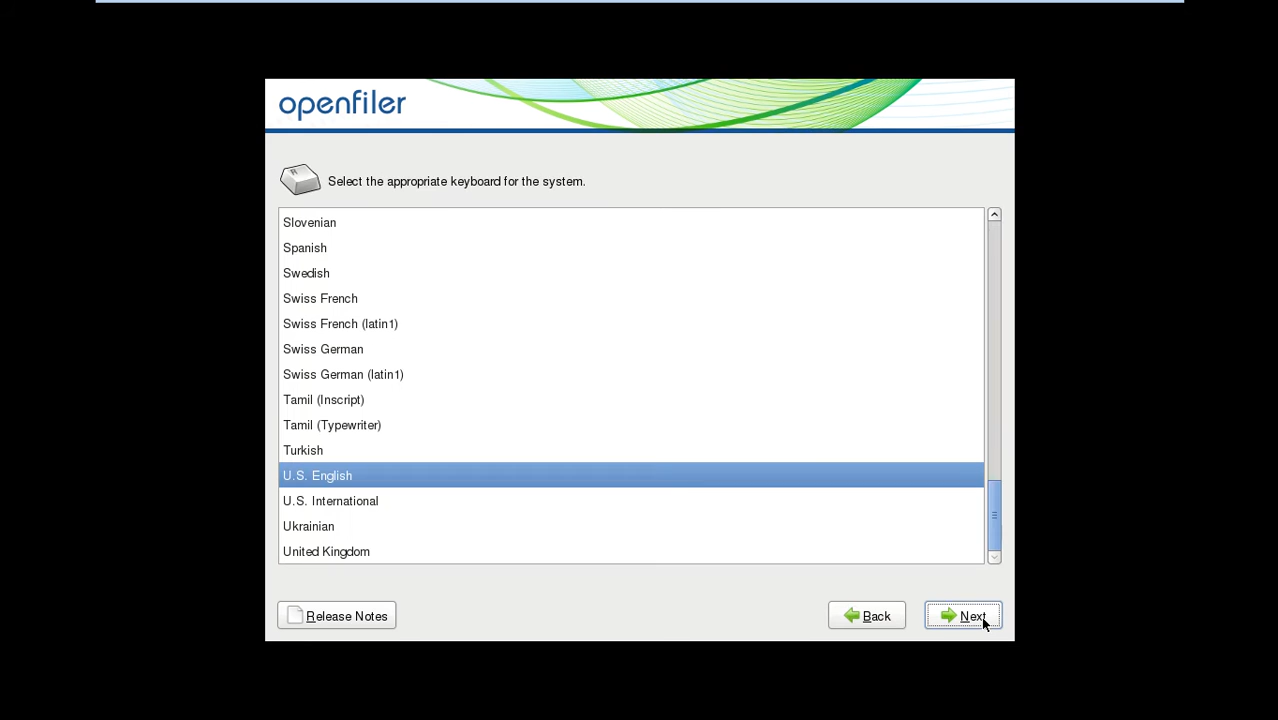 openfiler
Select the appropriate keyboard for the system.
Slovenian
Spanish
Swedish
Swiss French
Swiss French (latin1)
Swiss German
Swiss German (latin1)
Tamil (Inscript)
Tamil (Typewriter)
Turkish
U.S. English
U.S. International
Ukrainian
United Kingdom
Release Notes
Back
Next